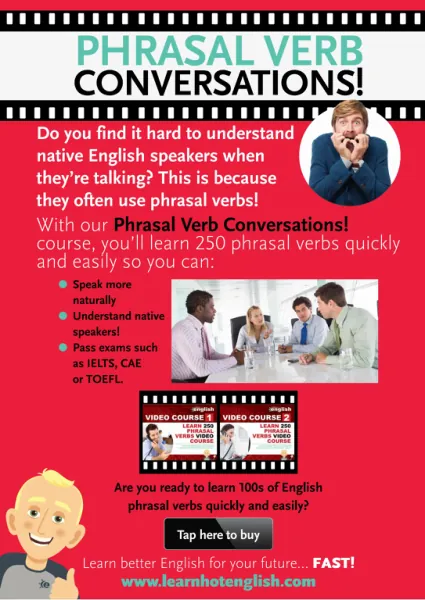 PHRASAL VERB
CONVERSATIONS!
Do you find it hard to understand
native English speakers when
they're talking? This is because
they often use phrasal verbs!
With our Phrasal Verb Conversations!
course, you'll learn 250 phrasal verbs quickly
and easily so you can:
Speak more
naturally
Understand native
speakers!
Pass exams such
as IELTS, CAE
or TOEFL.
english
VIDEO COURSE 1
LEARN 250
PHRASAL
VERBS VIDEO
COURSE
english
VIDEO COURSE 2
LEARN 250
PHRASAL
VERBS VIDEO
COURSE
Are you ready to learn 100s of English
phrasal verbs quickly and easily?
Tap here to buy
Learn better English for your future... FAST!
www.learnhotenglish.com